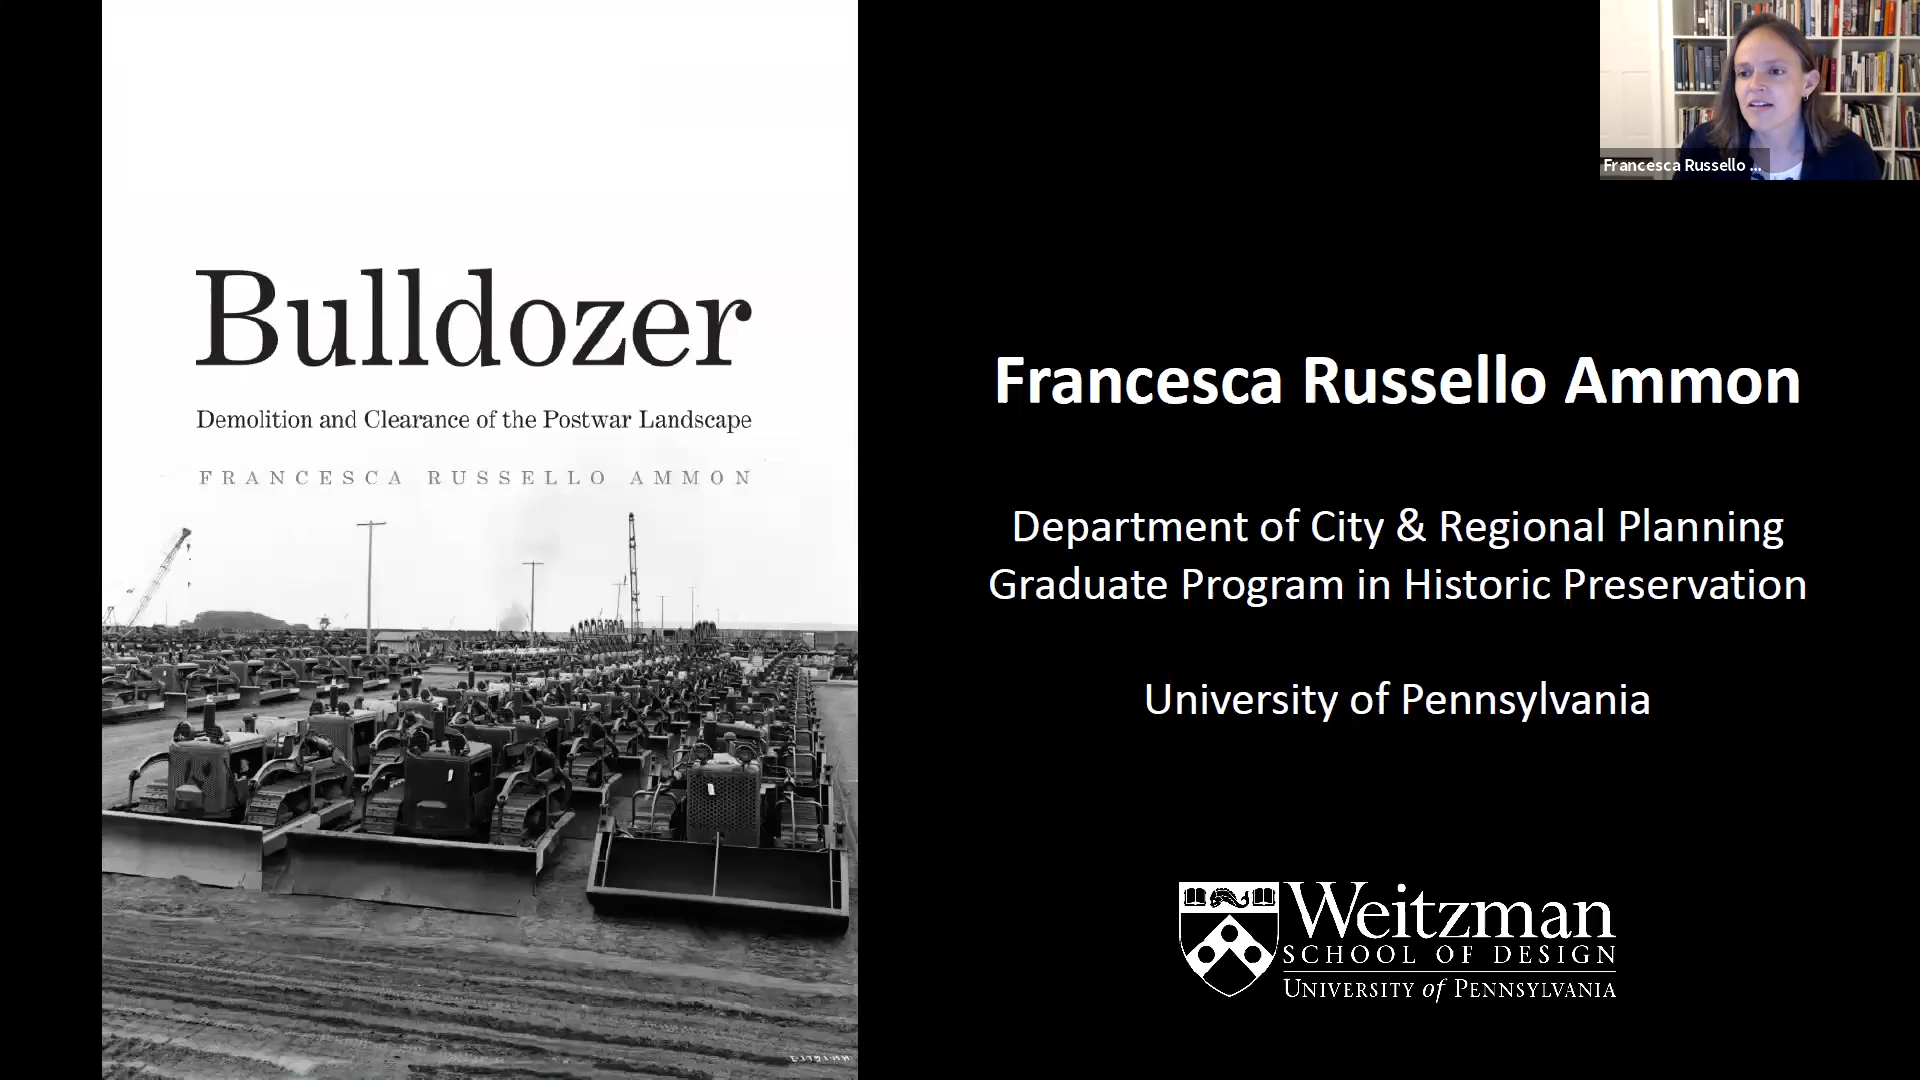 Bulldozer
Demolition and Clearance of the Postwar Landscape
FRANCESCA RUSSELLO AMMON
Francesca Russello ...
Francesca Russello Ammon
Department of City & Regional Planning
Graduate Program in Historic Preservation
University of Pennsylvania
Weitzman
SCHOOL OF DESIGN
UNIVERSITY of PENNSYLVANIA